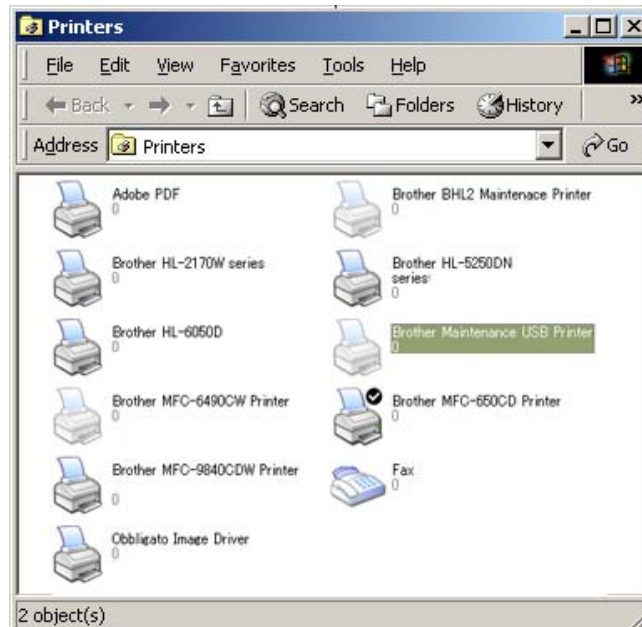 Printers
File Edit View Favorites Tools Help
Back Search Folders History »
Address Printers Go
Adobe PDF
0
Brother BHL2 Maintenace Printer
0
Brother HL-2170W series
0
Brother HL-5250DN
series
0
Brother HL-6050D
0
Brother Maintenance USB Printer
0
Brother MFC-6490CW Printer
0
Brother MFC-650CD Printer
0
Brother MFC-9840CDW Printer
0
Fax
0
Obbligato Image Driver
0
2 object(s)